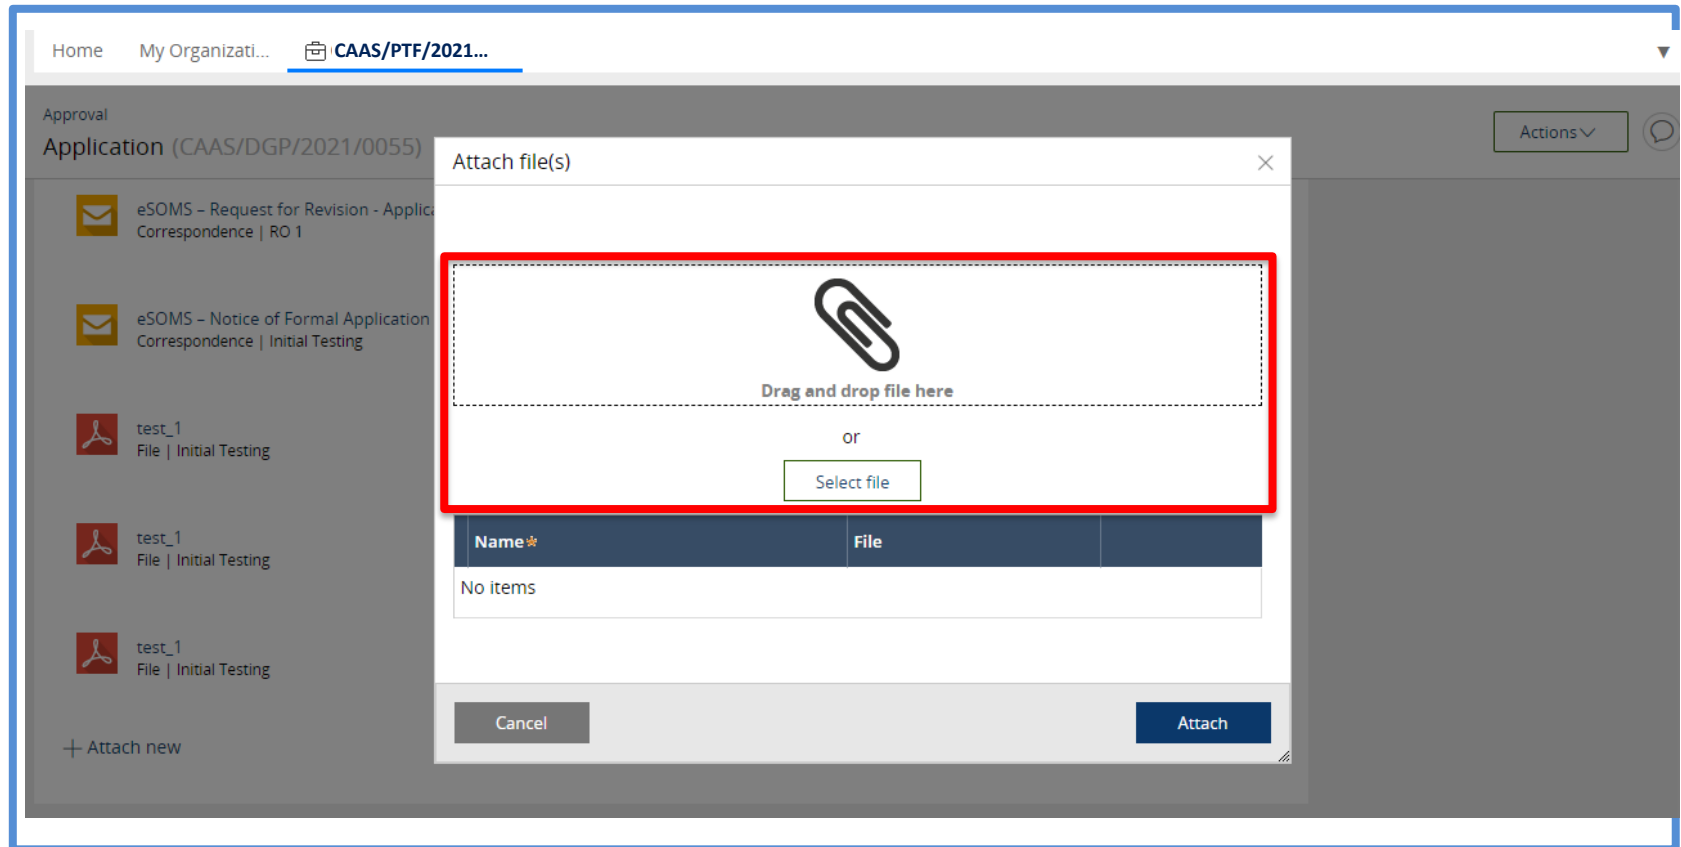 Home My Organizati... CAAS/PTF/2021...
Approval
Application (CAAS/DGP/2021/0055)
Actions
Attach file(s)
eSOMS – Request for Revision - Applic
Correspondence | RO 1
eSOMS – Notice of Formal Application
Correspondence | Initial Testing
test_1
File | Initial Testing
test_1
File | Initial Testing
test_1
File | Initial Testing
+ Attach new
Drag and drop file here
or
Select file
Name* File
No items
Cancel Attach